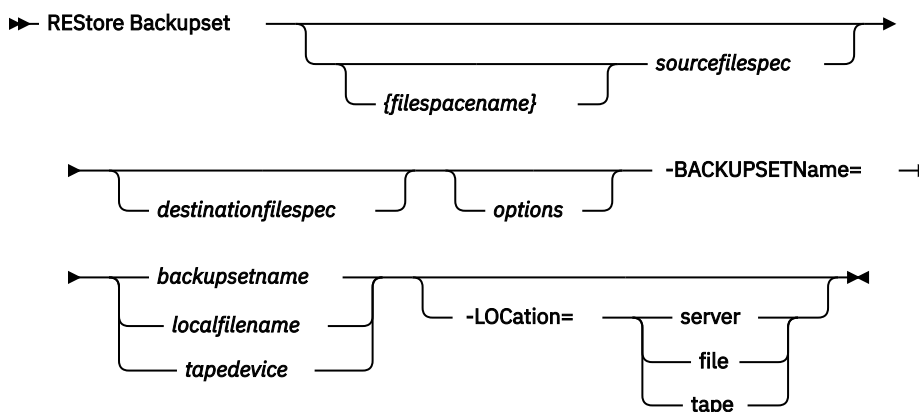 REStore Backupset
sourcefilespec
{filespacename}
destinationfilespec
options
-BACKUPSETName=
backupsetname
localfilename
tapedevice
-LOCation=
server
file
tape